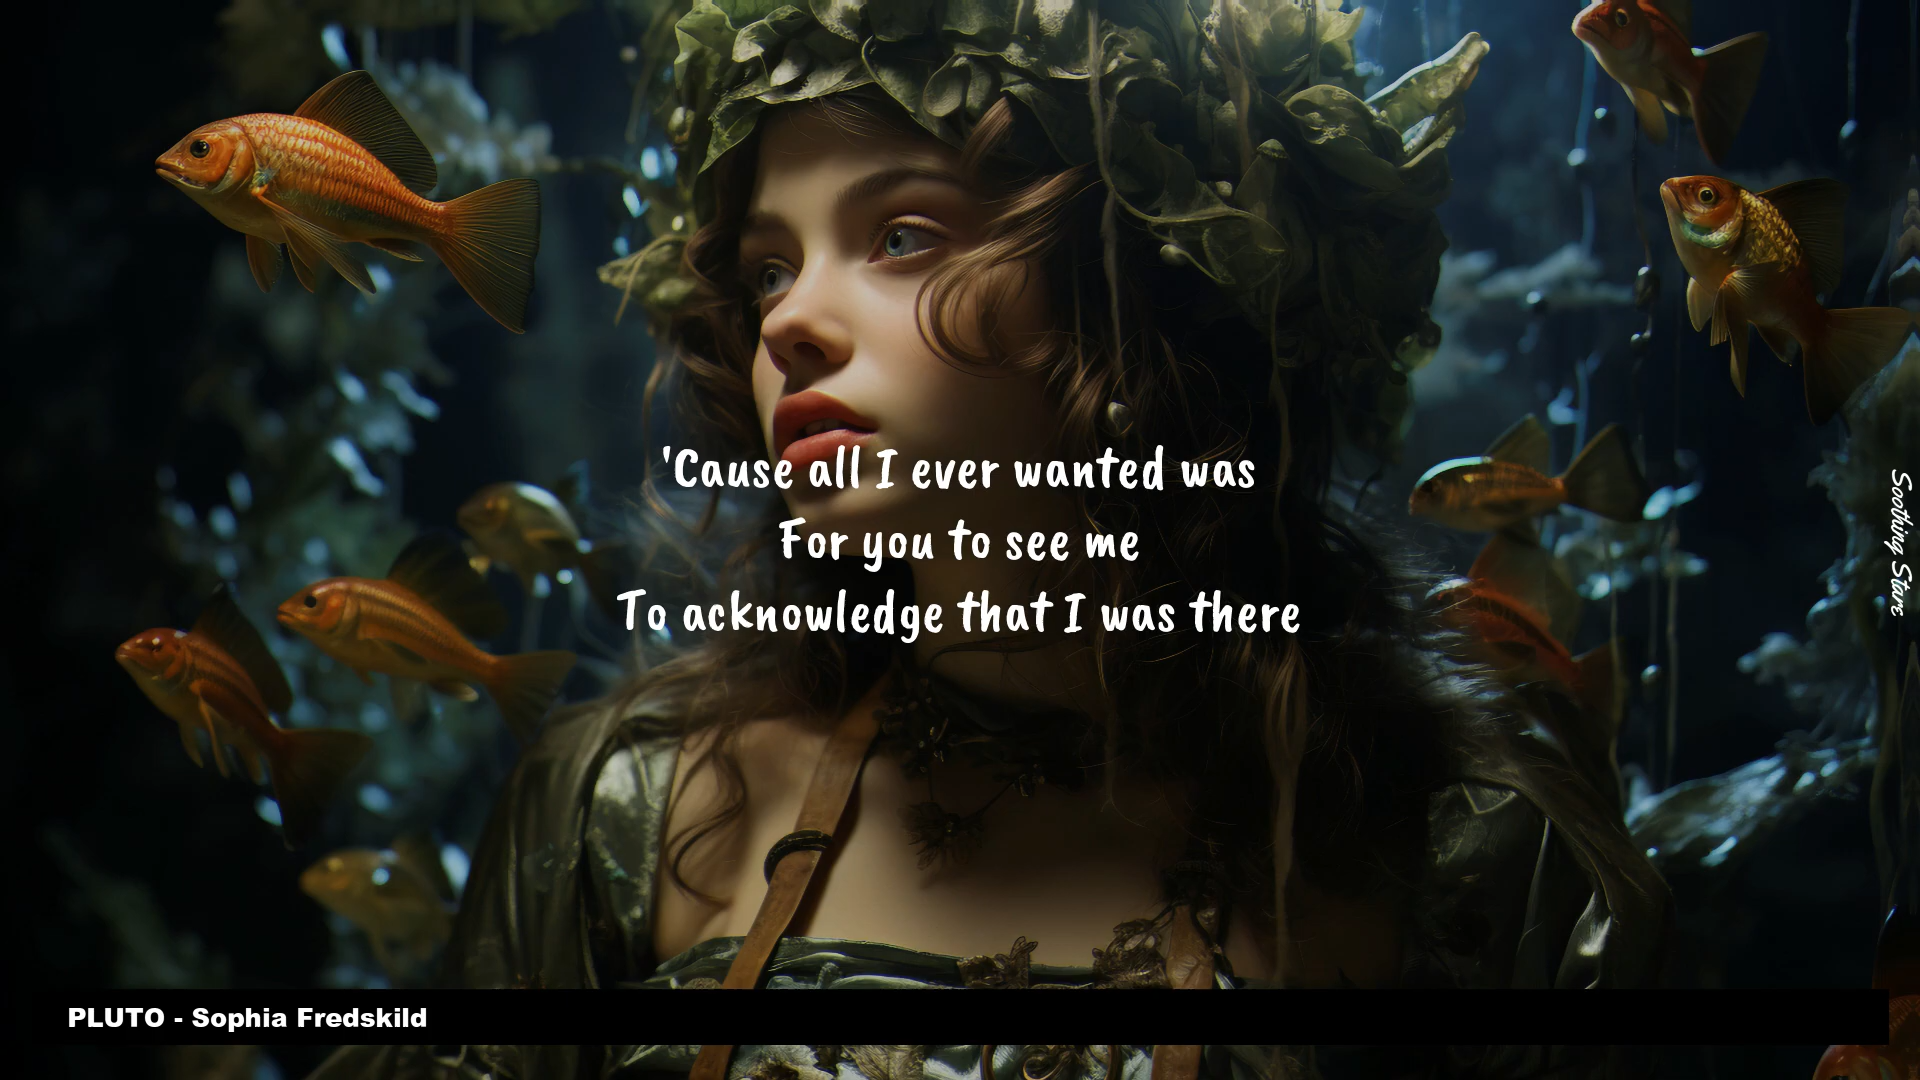 'Cause all I ever wanted was
For you to see me
To acknowledge that I was there
Soothing Stare
PLUTO - Sophia Fredskild